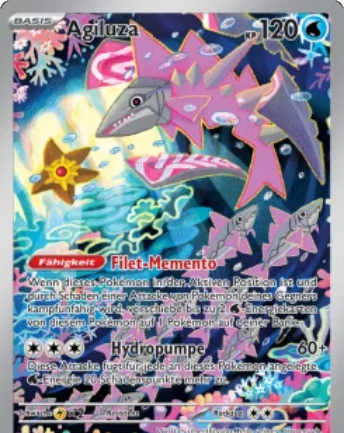 BASIS
Agiluza
KP 120
Fähigkeit Filet-Memento
Wenn dieses Pokémon in der Aktiven Position ist und
durch Schaden einer Attacke von Pokémon deines Gegners
kampfunfähig wird, verschiebe bis zu 2 Energiekarten
von diesem Pokémon auf 1 Pokémon auf deiner Bank.
Hydropumpe 60+
Diese Attacke fügt für jede an dieses Pokémon angelegte
Energie 20 Schadenspunkte mehr zu.
Schwäche ×2 Resistenz Rückzug